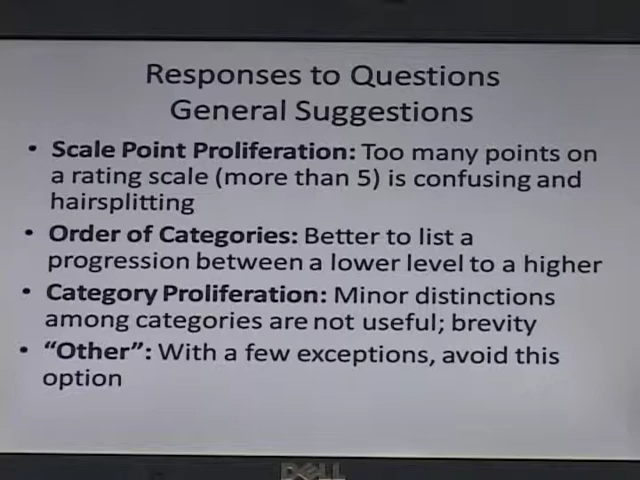 Responses to Questions
General Suggestions
• Scale Point Proliferation: Too many points on
a rating scale (more than 5) is confusing and
hairsplitting
• Order of Categories: Better to list a
progression between a lower level to a higher
• Category Proliferation: Minor distinctions
among categories are not useful; brevity
• “Other”: With a few exceptions, avoid this
option
DELL